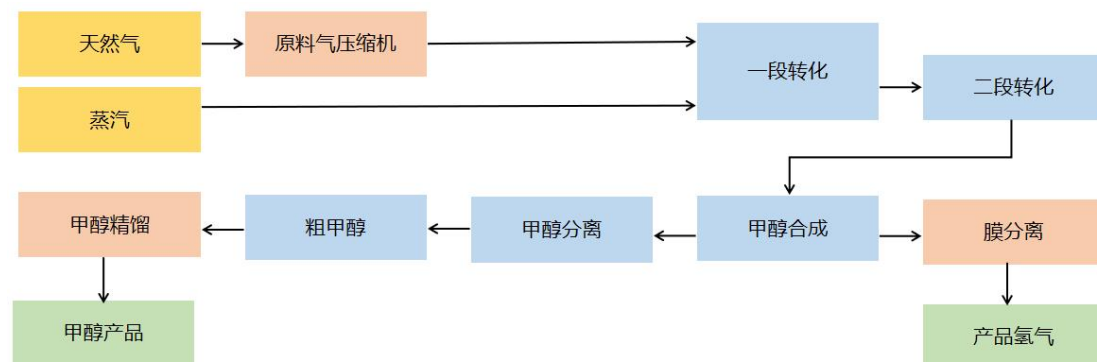 天然气
原料气压缩机
一段转化
二段转化
蒸汽
甲醇精馏
粗甲醇
甲醇分离
甲醇合成
膜分离
甲醇产品
产品氢气